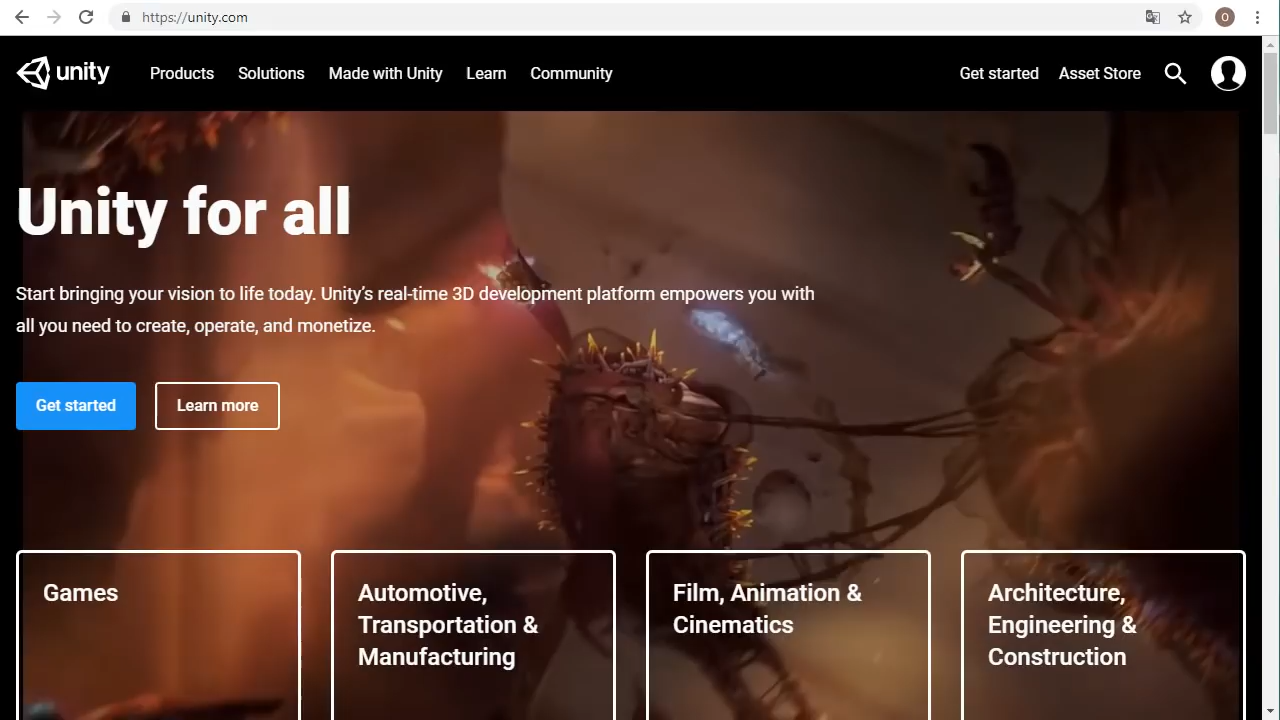 https://unity.com
O
unity
Products
Solutions
Made with Unity
Learn
Community
Get started
Asset Store
Unity for all
Start bringing your vision to life today. Unity’s real-time 3D development platform empowers you with
all you need to create, operate, and monetize.
Get started
Learn more
Games
Automotive,
Transportation &
Manufacturing
Film, Animation &
Cinematics
Architecture,
Engineering &
Construction